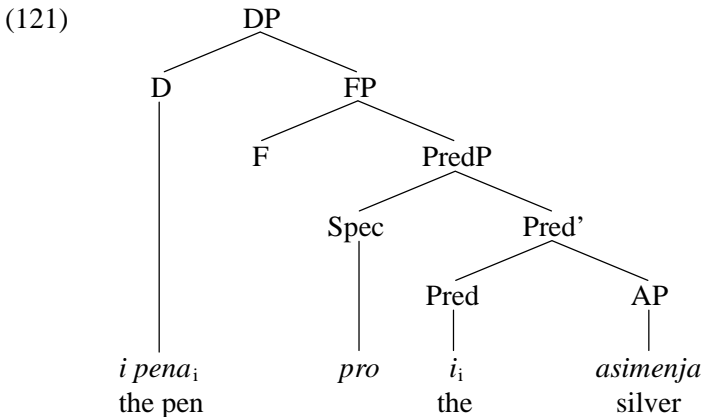 (121) DP
D FP
F PredP
Spec Pred’
Pred AP
i penaᵢ pro iᵢ asimenja
the pen the silver